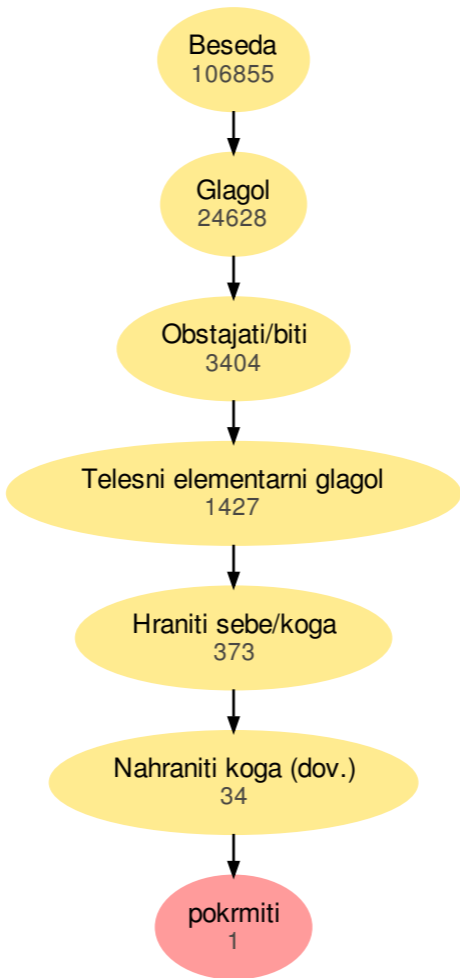 Beseda
106855
Glagol
24628
Obstajati/biti
3404
Telesni elementarni glagol
1427
Hraniti sebe/koga
373
Nahraniti koga (dov.)
34
pokrmiti
1